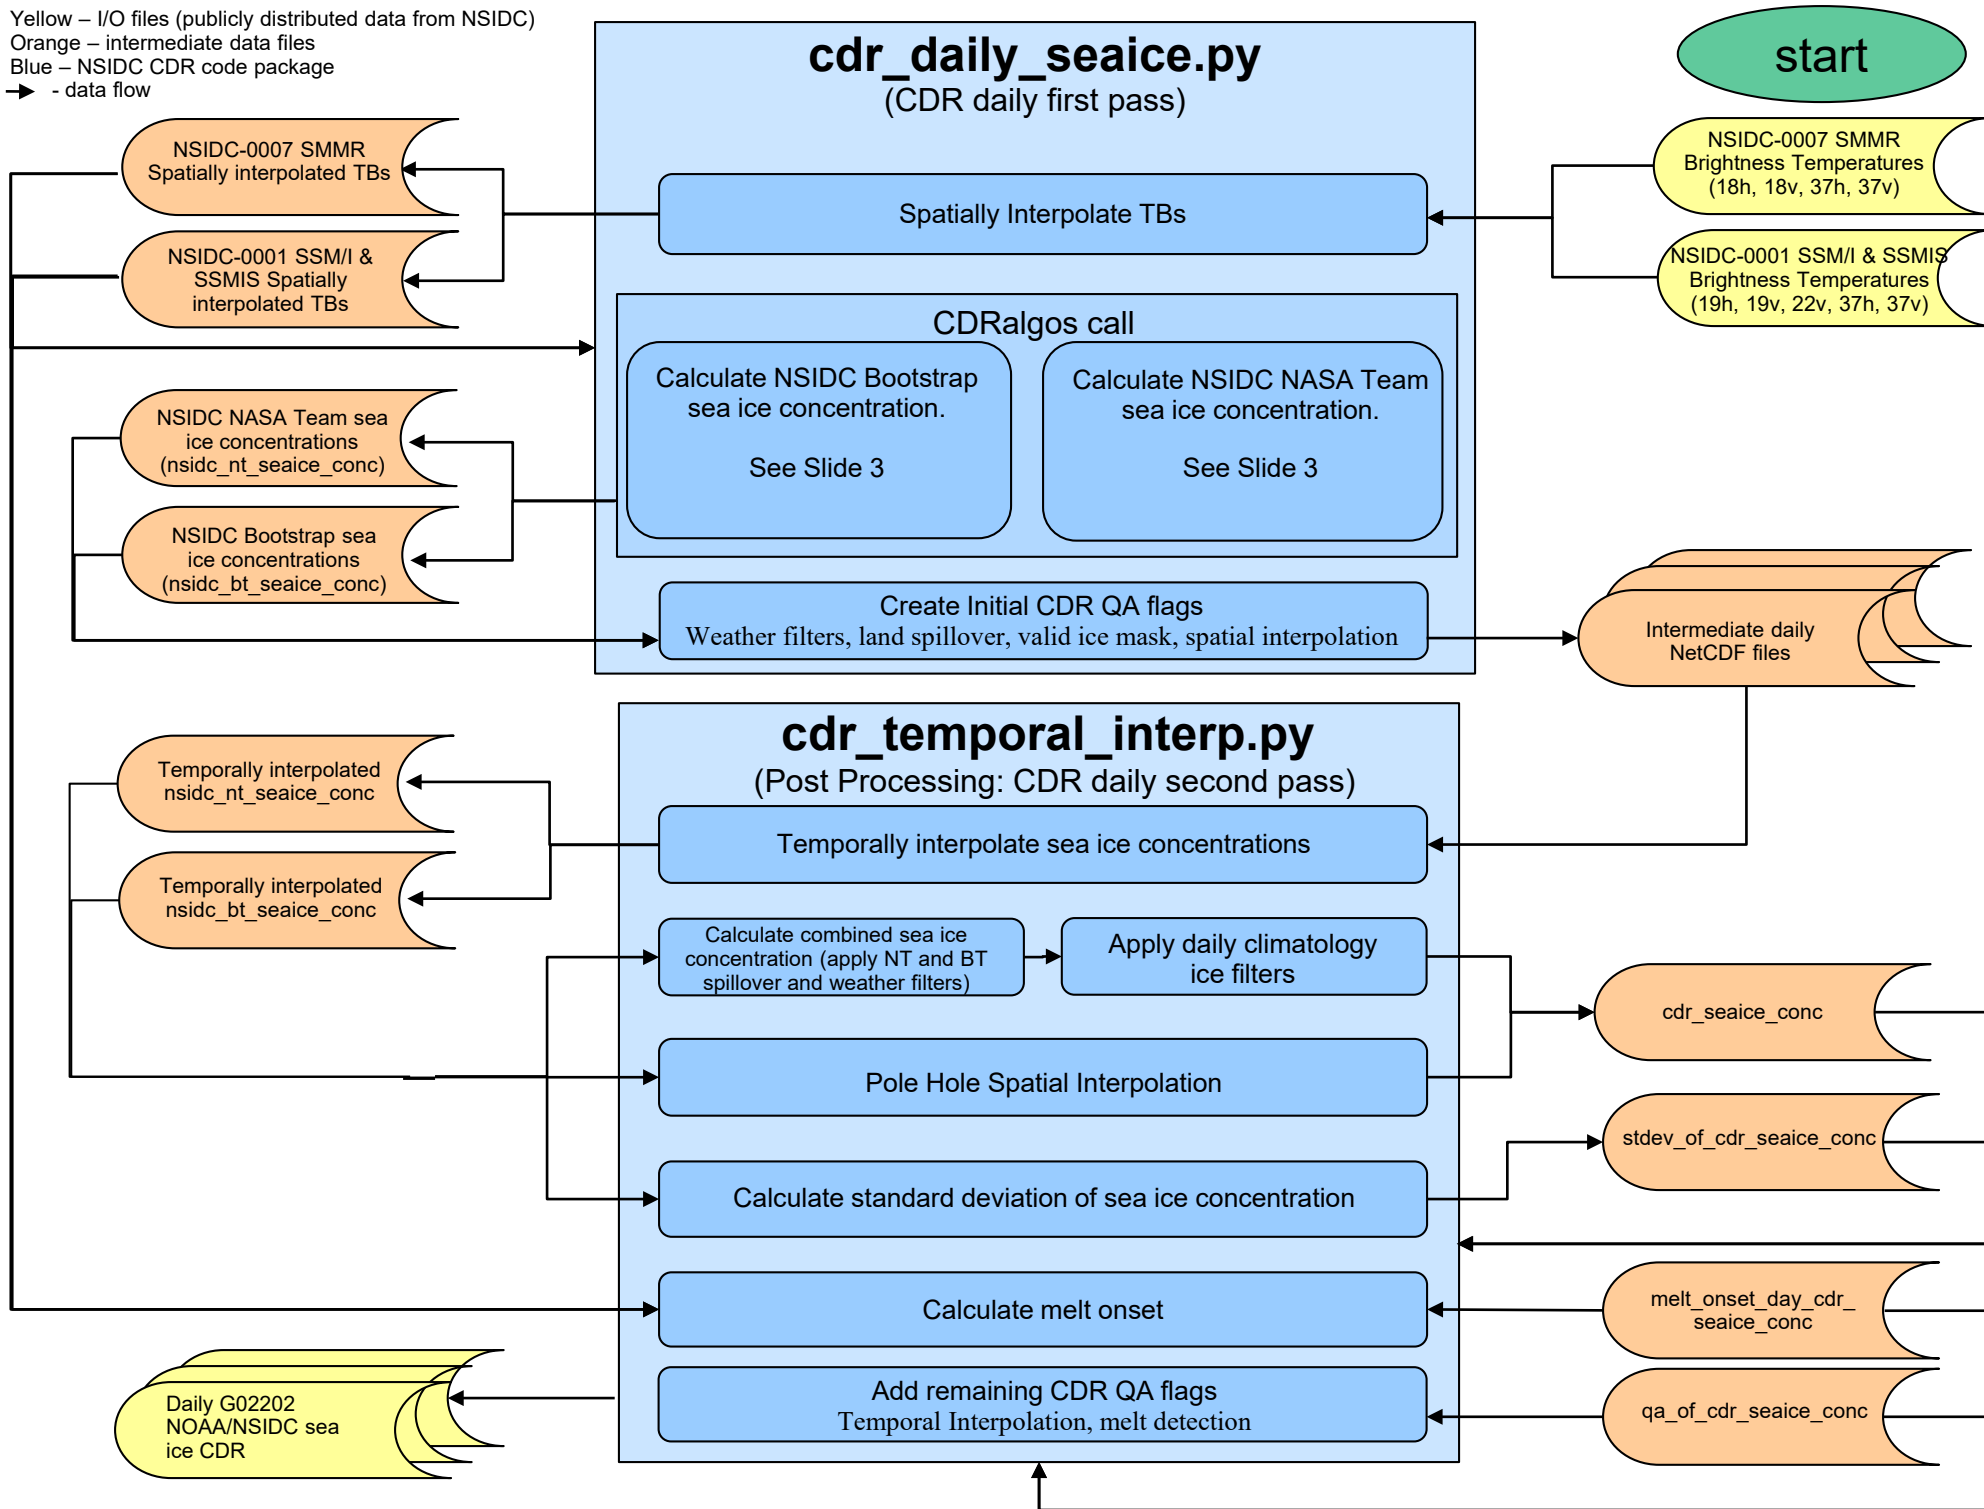 Yellow – I/O files (publicly distributed data from NSIDC)
Orange – intermediate data files
Blue – NSIDC CDR code package
- data flow
cdr_daily_seaice.py
(CDR daily first pass)
start
NSIDC-0007 SMMR
Spatially interpolated TBs
NSIDC-0001 SSM/I &
SSMIS Spatially
interpolated TBs
Spatially Interpolate TBs
NSIDC-0007 SMMR
Brightness Temperatures
(18h, 18v, 37h, 37v)
NSIDC-0001 SSM/I & SSMIS
Brightness Temperatures
(19h, 19v, 22v, 37h, 37v)
CDRalgos call
Calculate NSIDC Bootstrap
sea ice concentration.
See Slide 3
Calculate NSIDC NASA Team
sea ice concentration.
See Slide 3
NSIDC NASA Team sea
ice concentrations
(nsidc_nt_seaice_conc)
NSIDC Bootstrap sea
ice concentrations
(nsidc_bt_seaice_conc)
Create Initial CDR QA flags
Weather filters, land spillover, valid ice mask, spatial interpolation
Intermediate daily
NetCDF files
cdr_temporal_interp.py
(Post Processing: CDR daily second pass)
Temporally interpolated
nsidc_nt_seaice_conc
Temporally interpolated
nsidc_bt_seaice_conc
Temporally interpolate sea ice concentrations
Calculate combined sea ice
concentration (apply NT and BT
spillover and weather filters)
Apply daily climatology
ice filters
cdr_seaice_conc
Pole Hole Spatial Interpolation
stdev_of_cdr_seaice_conc
Calculate standard deviation of sea ice concentration
Calculate melt onset
melt_onset_day_cdr_
seaice_conc
Add remaining CDR QA flags
Temporal Interpolation, melt detection
qa_of_cdr_seaice_conc
Daily G02202
NOAA/NSIDC sea
ice CDR